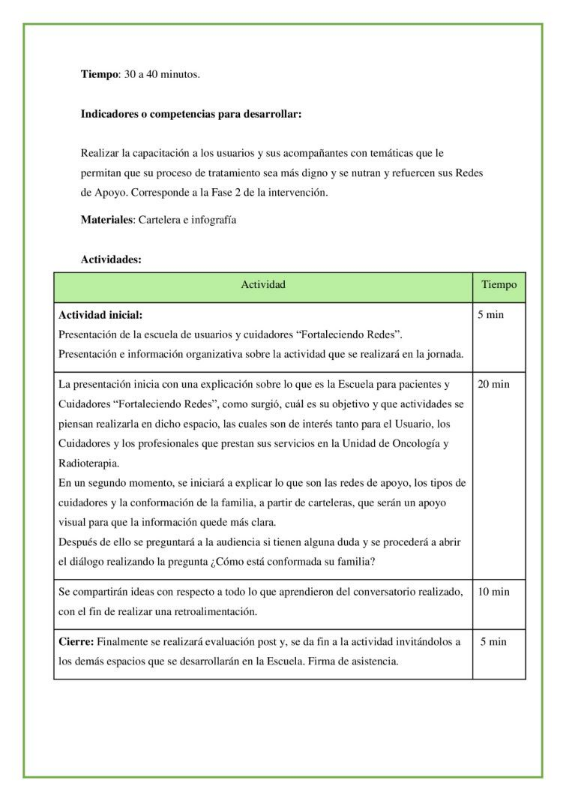 Tiempo: 30 a 40 minutos.
Indicadores o competencias para desarrollar:
Realizar la capacitación a los usuarios y sus acompañantes con temáticas que le
permitan que su proceso de tratamiento sea más digno y se nutran y refuercen sus Redes
de Apoyo. Corresponde a la Fase 2 de la intervención.
Materiales: Cartelera e infografía
Actividades:
Actividad Tiempo
Actividad inicial: 5 min
Presentación de la escuela de usuarios y cuidadores “Fortaleciendo Redes”.
Presentación e información organizativa sobre la actividad que se realizará en la jornada.
La presentación inicia con una explicación sobre lo que es la Escuela para pacientes y 20 min
Cuidadores “Fortaleciendo Redes”, como surgió, cuál es su objetivo y que actividades se
piensan realizarla en dicho espacio, las cuales son de interés tanto para el Usuario, los
Cuidadores y los profesionales que prestan sus servicios en la Unidad de Oncología y
Radioterapia.
En un segundo momento, se iniciará a explicar lo que son las redes de apoyo, los tipos de
cuidadores y la conformación de la familia, a partir de carteleras, que serán un apoyo
visual para que la información quede más clara.
Después de ello se preguntará a la audiencia si tienen alguna duda y se procederá a abrir
el diálogo realizando la pregunta ¿Cómo está conformada su familia?
Se compartirán ideas con respecto a todo lo que aprendieron del conversatorio realizado, 10 min
con el fin de realizar una retroalimentación.
Cierre: Finalmente se realizará evaluación post y, se da fin a la actividad invitándolos a 5 min
los demás espacios que se desarrollarán en la Escuela. Firma de asistencia.